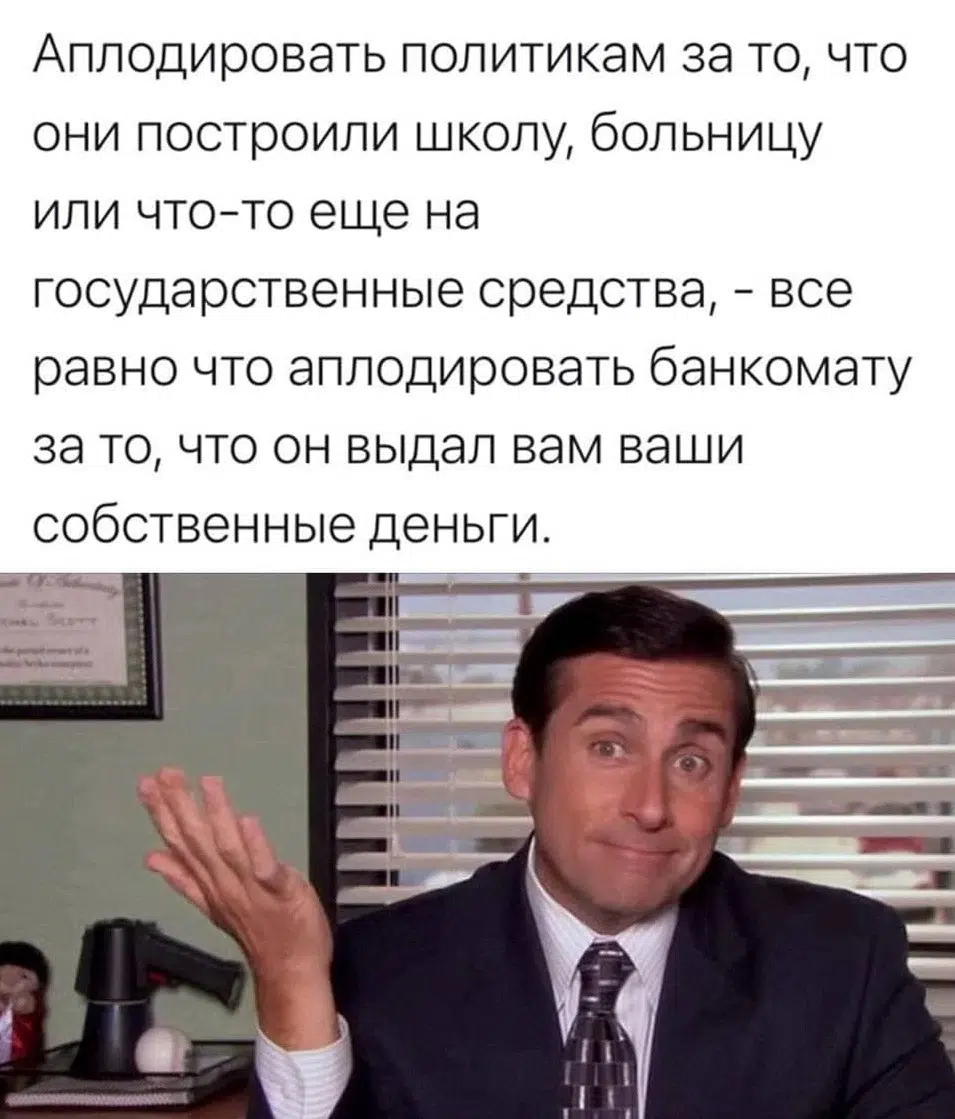 Аплодировать политикам за то, что
они построили школу, больницу
или что-то еще на
государственные средства, - все
равно что аплодировать банкомату
за то, что он выдал вам ваши
собственные деньги.